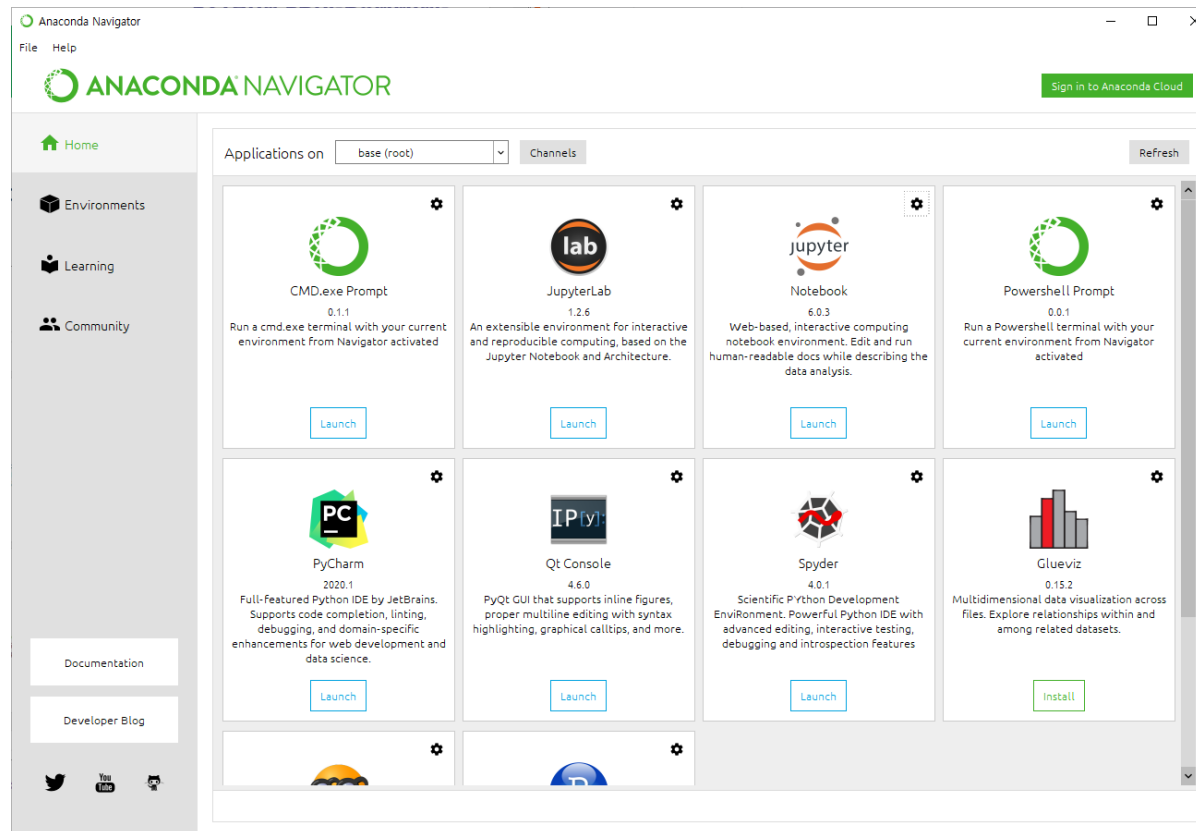 Anaconda Navigator
File Help
ANACONDA NAVIGATOR
Sign in to Anaconda Cloud
Home
Environments
Learning
Community
Documentation
Developer Blog
You
Tube
Applications on base (root) Channels Refresh
CMD.exe Prompt
0.1.1
Run a cmd.exe terminal with your current
environment from Navigator activated
Launch
lab
JupyterLab
1.2.6
An extensible environment for interactive
and reproducible computing, based on the
Jupyter Notebook and Architecture.
Launch
jupyter
Notebook
6.0.3
Web-based, interactive computing
notebook environment. Edit and run
human-readable docs while describing the
data analysis.
Launch
Powershell Prompt
0.0.1
Run a Powershell terminal with your
current environment from Navigator
activated
Launch
PC
PyCharm
2020.1
Full-featured Python IDE by JetBrains.
Supports code completion, linting,
debugging, and domain-specific
enhancements for web development and
data science.
Launch
IP[y]:
Qt Console
4.6.0
PyQt GUI that supports inline figures,
proper multiline editing with syntax
highlighting, graphical calltips, and more.
Launch
Spyder
4.0.1
Scientific PYthon Development
EnviRonment. Powerful Python IDE with
advanced editing, interactive testing,
debugging and introspection features
Launch
Glueviz
0.15.2
Multidimensional data visualization across
files. Explore relationships within and
among related datasets.
Install